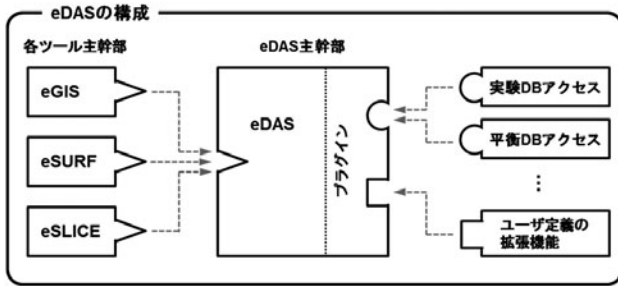 eDASの構成
各ツール主幹部
eDAS主幹部
eGIS
eSURF
eSLICE
eDAS
プラグイン
実験DBアクセス
平衡DBアクセス
⋮
ユーザ定義の
拡張機能